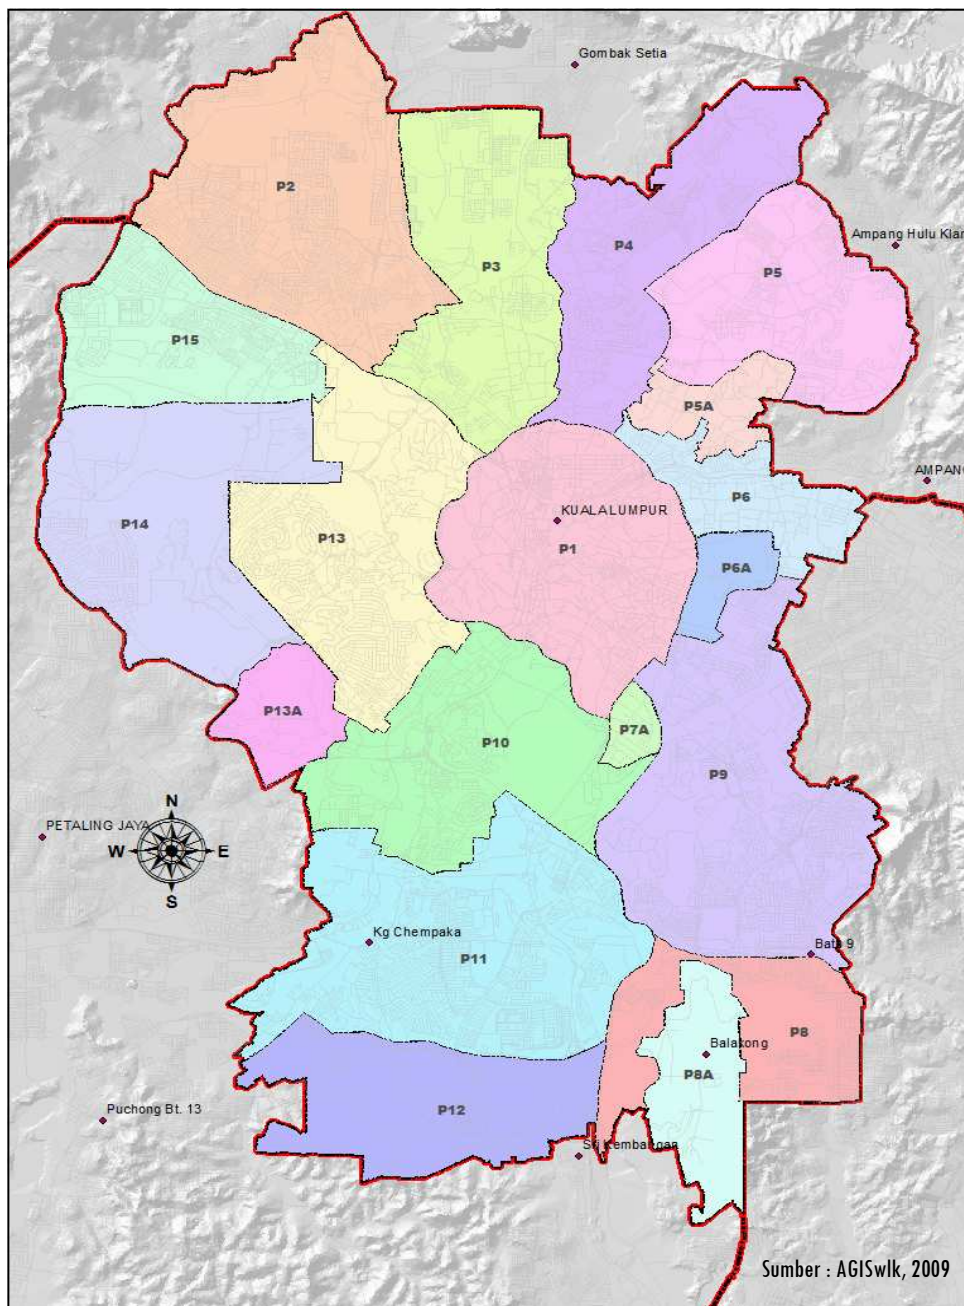 Gombak Setia
P2
P4
Ampang Hulu Klan
P3
P5
P15
P5A
AMPANG
P6
KUALA LUMPUR
P14
P13
P1
P6A
P13A
P7A
P10
P9
N
PETALING JAYA
W
E
S
Kg Chempaka
Batu 9
P11
P8
Balakong
P8A
Puchong Bt. 13
P12
Sri Kembangan
Sumber : AGISwlk, 2009